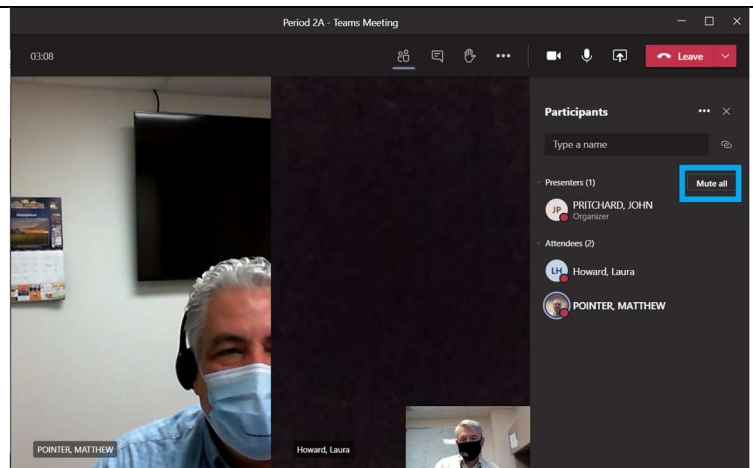 Period 2A - Teams Meeting
03:08
Leave
Participants
Type a name
Presenters (1)
Mute all
JP
PRITCHARD, JOHN
Organizer
Attendees (2)
LH
Howard, Laura
POINTER, MATTHEW
POINTER, MATTHEW
Howard, Laura